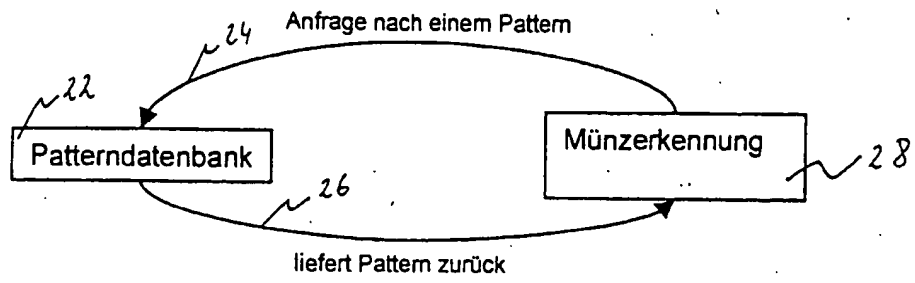 Anfrage nach einem Pattern
24
22
Patterndatenbank
Münzerkennung
28
26
liefert Pattern zurück